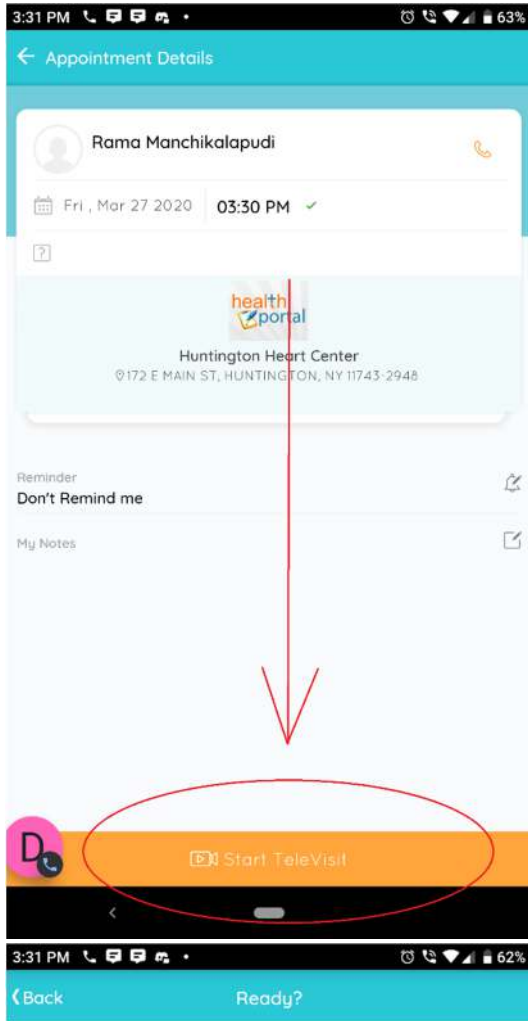 3:31 PM 63%
Appointment Details
Rama Manchikalapudi
Fri , Mar 27 2020 03:30 PM
?
health
portal
Huntington Heart Center
172 E MAIN ST, HUNTINGTON, NY 11743-2948
Reminder
Don't Remind me
My Notes
D
Start TeleVisit
3:31 PM 62%
Back Ready?